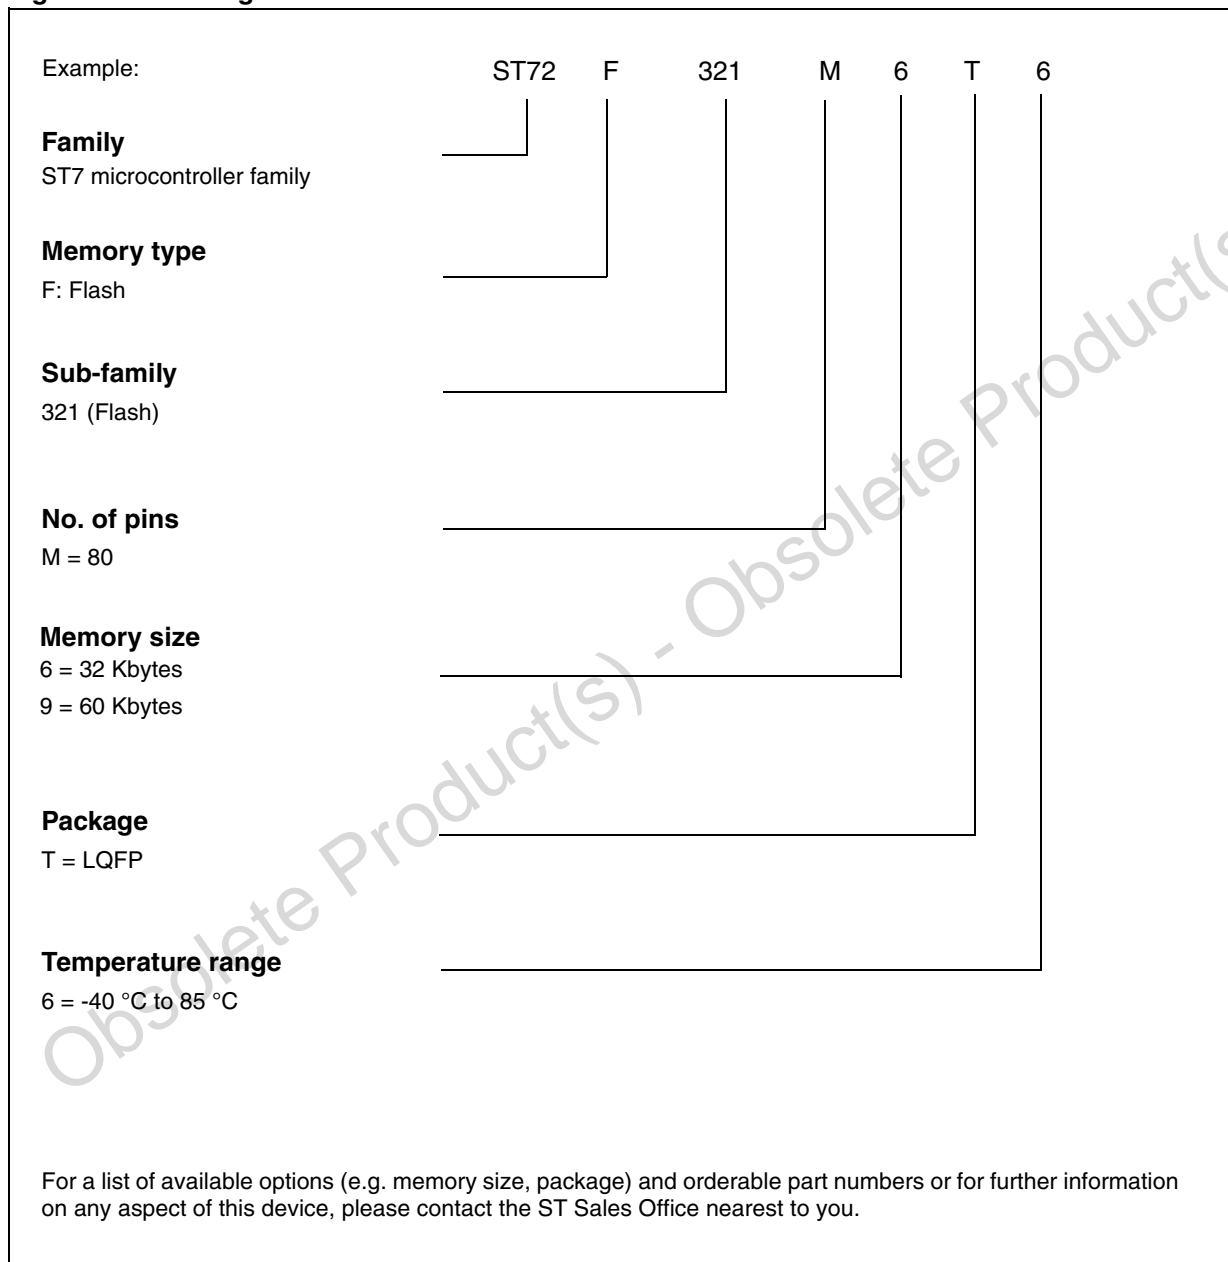 Example: ST72 F 321 M 6 T 6
Family
ST7 microcontroller family
Memory type
F: Flash
Sub-family
321 (Flash)
No. of pins
M = 80
Memory size
6 = 32 Kbytes
9 = 60 Kbytes
Package
T = LQFP
Temperature range
6 = -40 °C to 85 °C
For a list of available options (e.g. memory size, package) and orderable part numbers or for further information
on any aspect of this device, please contact the ST Sales Office nearest to you.
Obsolete Product(s) - Obsolete Product(s